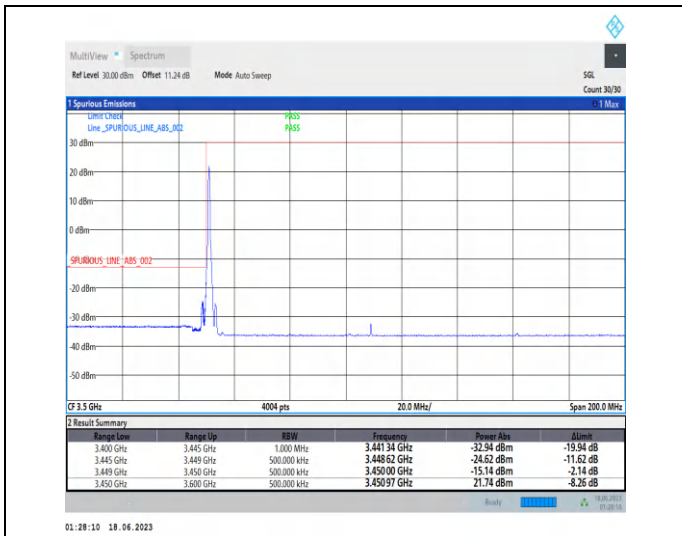 MultiView Spectrum
Ref Level 30.00 dBm Offset 11.24 dB Mode Auto Sweep SGL
Count 30/30
1 Spurious Emissions 1 Max
Limit Check PASS
Line _SPURIOUS_LINE_ABS_002 PASS
30 dBm
20 dBm
10 dBm
0 dBm
_SPURIOUS_LINE_ABS_002
-20 dBm
-30 dBm
-40 dBm
-50 dBm
CF 3.5 GHz 4004 pts 20.0 MHz/ Span 200.0 MHz
2 Result Summary
Range Low Range Up RBW Frequency Power Abs ΔLimit
3.400 GHz 3.445 GHz 1.000 MHz 3.441 34 GHz -32.94 dBm -19.94 dB
3.445 GHz 3.449 GHz 500.000 kHz 3.448 62 GHz -24.62 dBm -11.62 dB
3.449 GHz 3.450 GHz 500.000 kHz 3.450 00 GHz -15.14 dBm -2.14 dB
3.450 GHz 3.600 GHz 500.000 kHz 3.450 97 GHz 21.74 dBm -8.26 dB
Ready 18.06.2023
01:28:10 18.06.2023